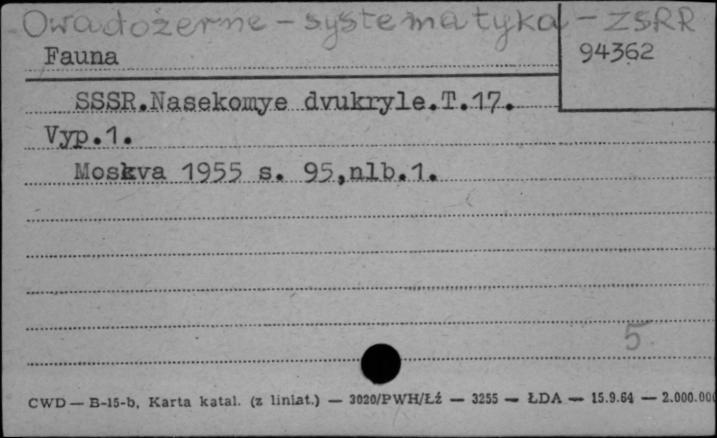 Owadożerne - systematyka - ZSRR
Fauna
94362
SSSR.Nasekomye dvukryle.T.17.
Vyp.1.
Moskva 1955 s. 95,nlb.1.
5
CWD — B-15-b, Karta katal. (z liniat.) — 3020/PWH/Łź — 3255 — ŁDA — 15.9.64 — 2.000.000